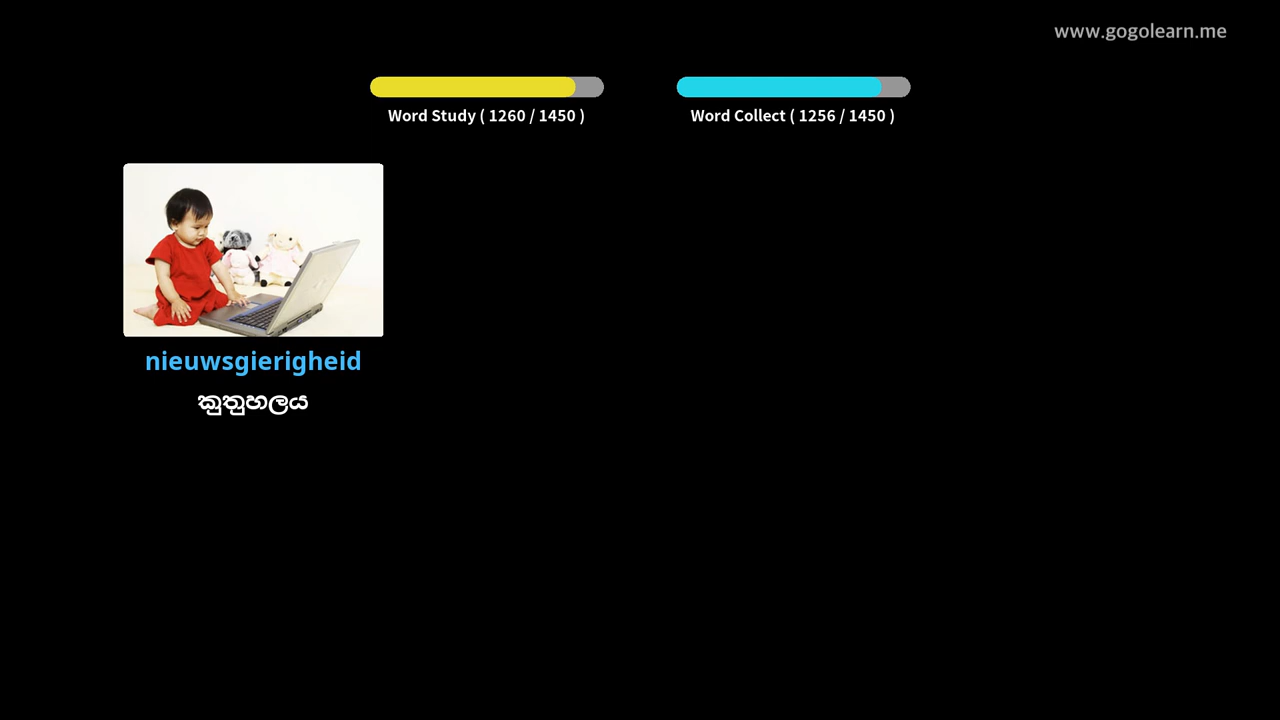 www.gogolearn.me
Word Study ( 1260 / 1450 )
Word Collect ( 1256 / 1450 )
nieuwsgierigheid
කුතුහලය